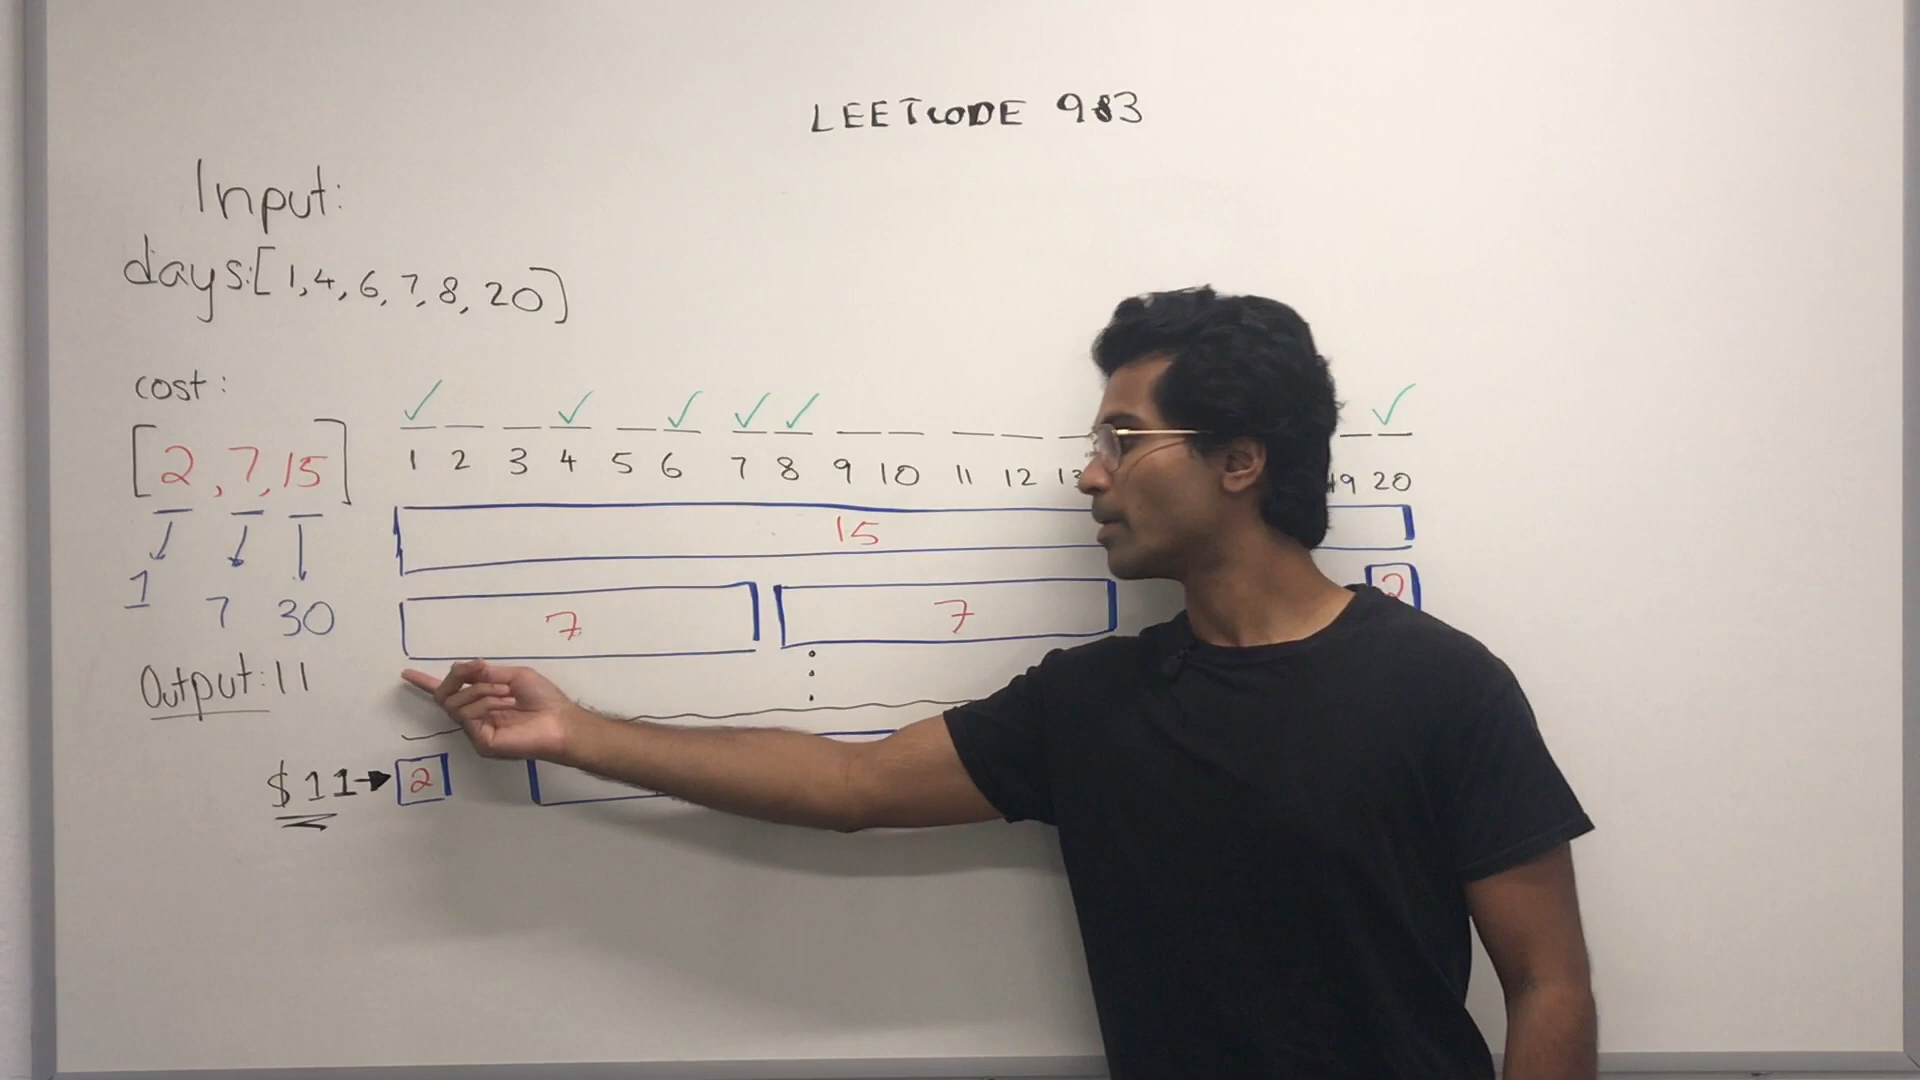 LEETCODE 983
Input:
days:[1,4,6,7,8,20]
cost:
[2,7,15]
1 7 30
Output: 11
1 2 3 4 5 6 7 8 9 10 11 12 13 19 20
15
7 7 2
$11 2